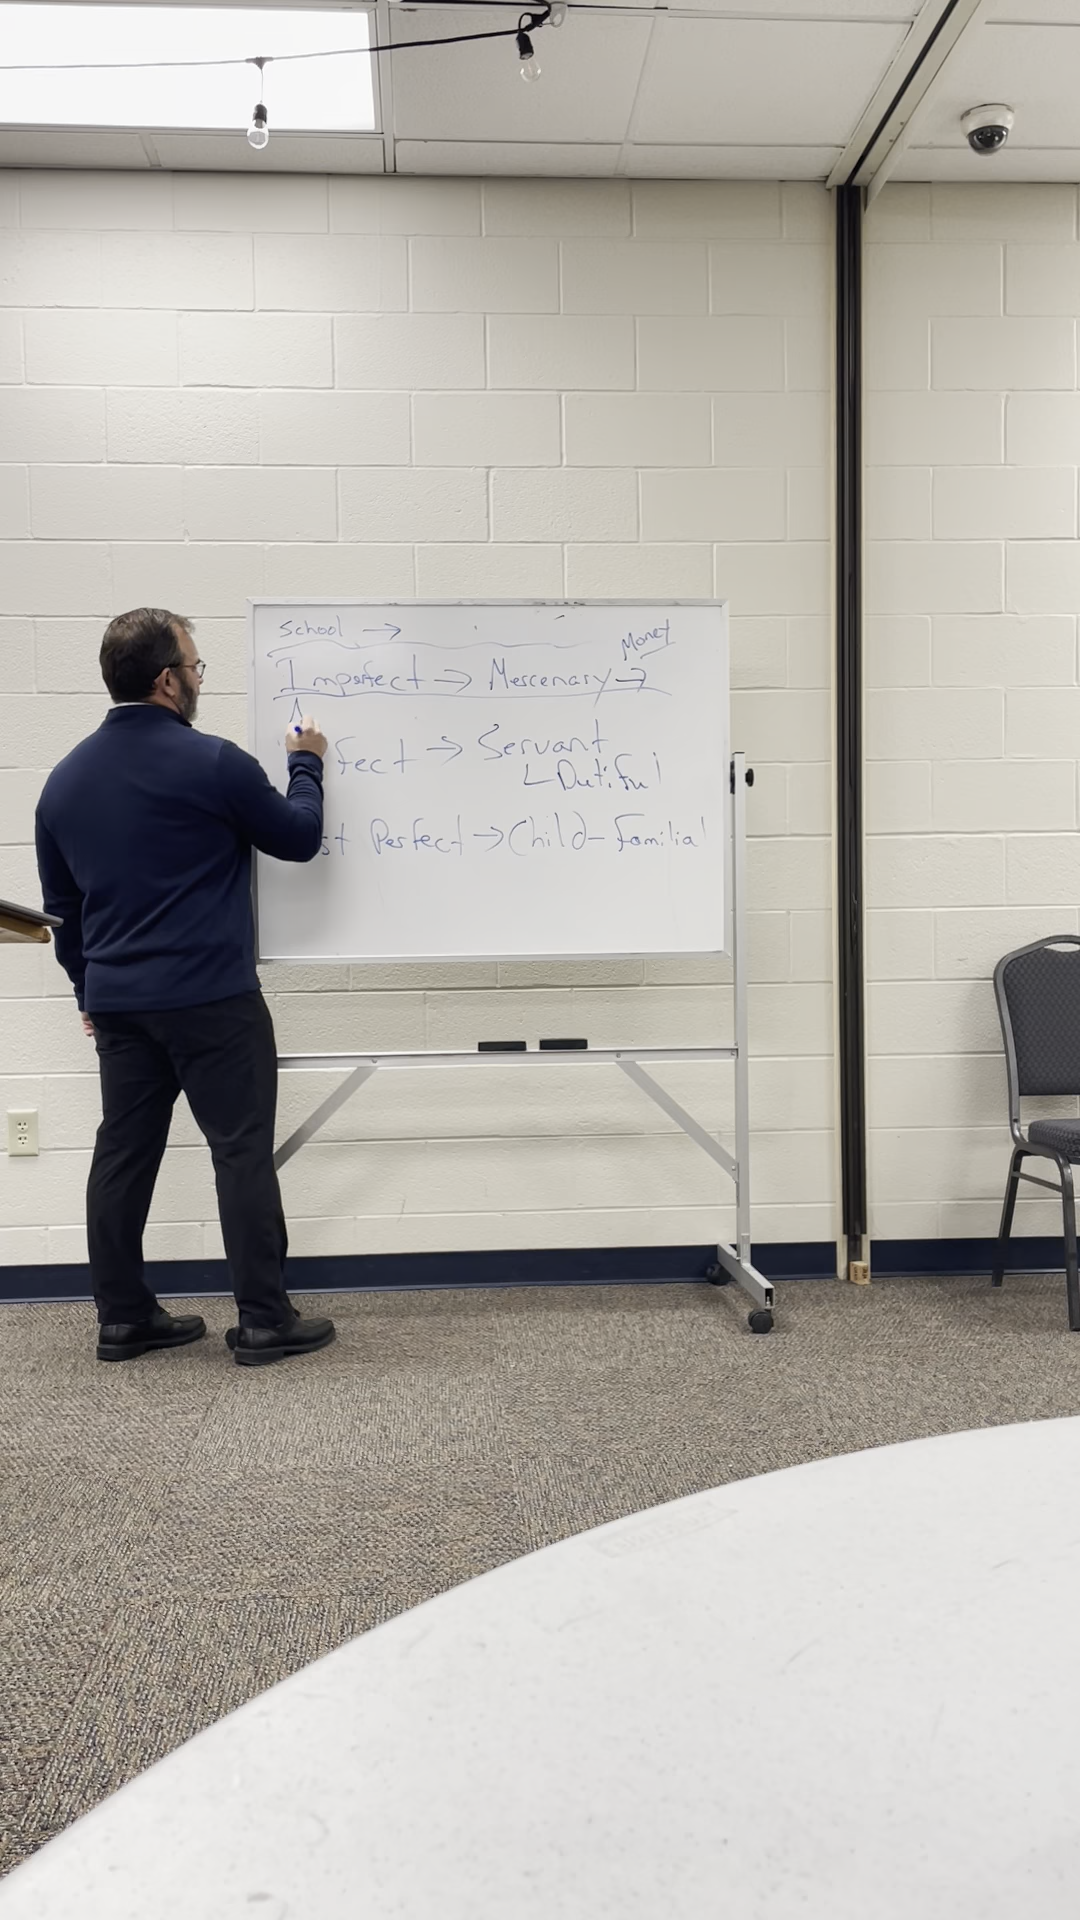 School →
Money
Imperfect → Mercenary →
fect → Servant
Dutiful
st Perfect → Child - Familial